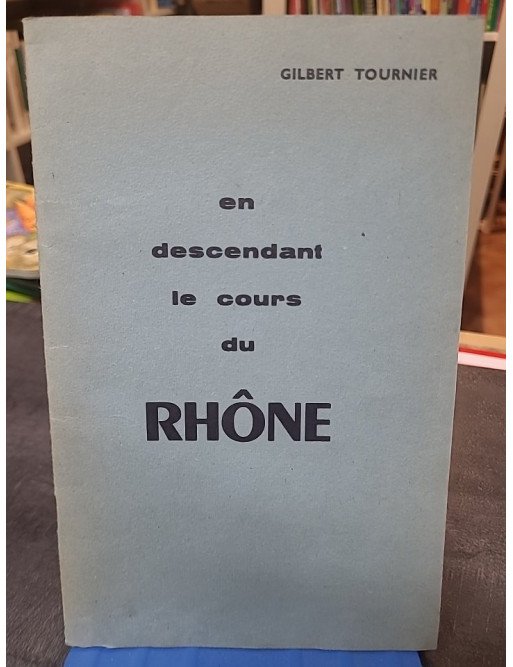 GILBERT TOURNIER
en
descendant
le cours
du
RHÔNE